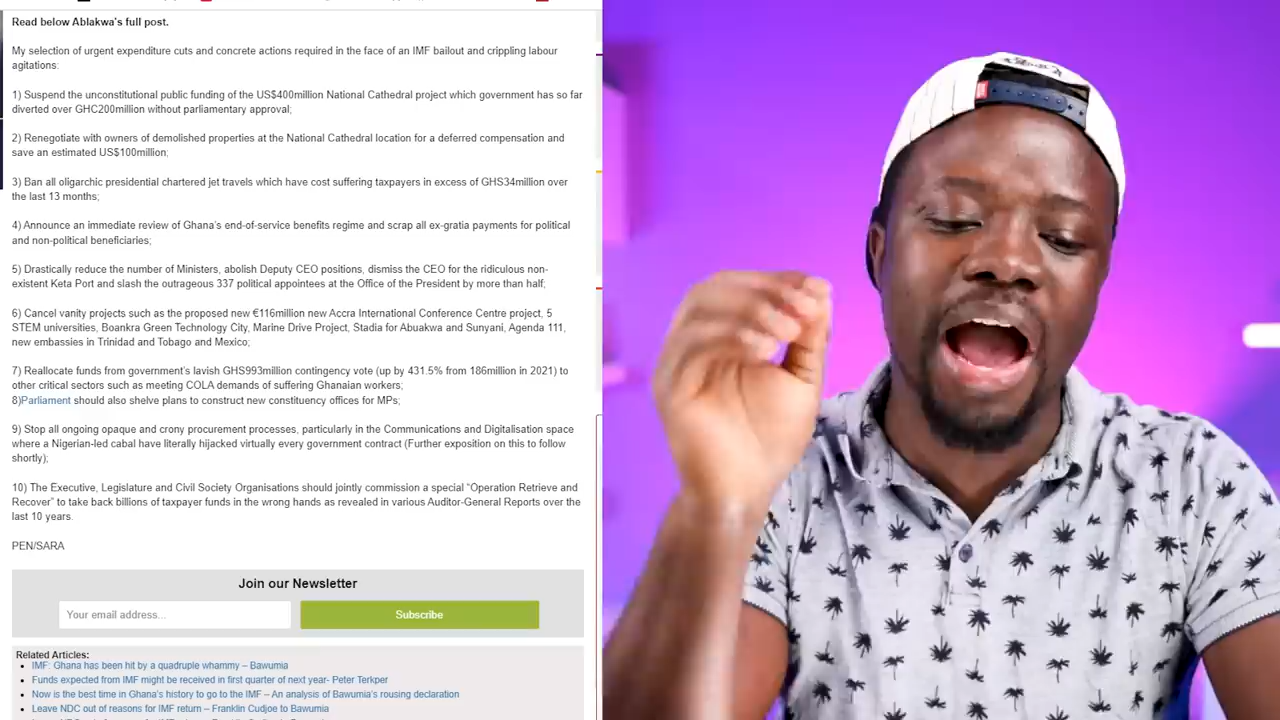 Read below Ablakwa's full post.
My selection of urgent expenditure cuts and concrete actions required in the face of an IMF bailout and crippling labour
agitations:
1) Suspend the unconstitutional public funding of the US$400million National Cathedral project which government has so far
diverted over GHC200million without parliamentary approval;
2) Renegotiate with owners of demolished properties at the National Cathedral location for a deferred compensation and
save an estimated US$100million;
3) Ban all oligarchic presidential chartered jet travels which have cost suffering taxpayers in excess of GHS34million over
the last 13 months;
4) Announce an immediate review of Ghana's end-of-service benefits regime and scrap all ex-gratia payments for political
and non-political beneficiaries;
5) Drastically reduce the number of Ministers, abolish Deputy CEO positions, dismiss the CEO for the ridiculous non-
existent Keta Port and slash the outrageous 337 political appointees at the Office of the President by more than half;
6) Cancel vanity projects such as the proposed new €116million new Accra International Conference Centre project, 5
STEM universities, Boankra Green Technology City, Marine Drive Project, Stadia for Abuakwa and Sunyani, Agenda 111,
new embassies in Trinidad and Tobago and Mexico;
7) Reallocate funds from government's lavish GHS993million contingency vote (up by 431.5% from 186million in 2021) to
other critical sectors such as meeting COLA demands of suffering Ghanaian workers;
8)Parliament should also shelve plans to construct new constituency offices for MPs;
9) Stop all ongoing opaque and crony procurement processes, particularly in the Communications and Digitalisation space
where a Nigerian-led cabal have literally hijacked virtually every government contract (Further exposition on this to follow
shortly);
10) The Executive, Legislature and Civil Society Organisations should jointly commission a special “Operation Retrieve and
Recover” to take back billions of taxpayer funds in the wrong hands as revealed in various Auditor-General Reports over the
last 10 years.
PEN/SARA
Join our Newsletter
Your email address...
Subscribe
Related Articles:
IMF: Ghana has been hit by a quadruple whammy – Bawumia
Funds expected from IMF might be received in first quarter of next year- Peter Terkper
Now is the best time in Ghana's history to go to the IMF – An analysis of Bawumia's rousing declaration
Leave NDC out of reasons for IMF return – Franklin Cudjoe to Bawumia